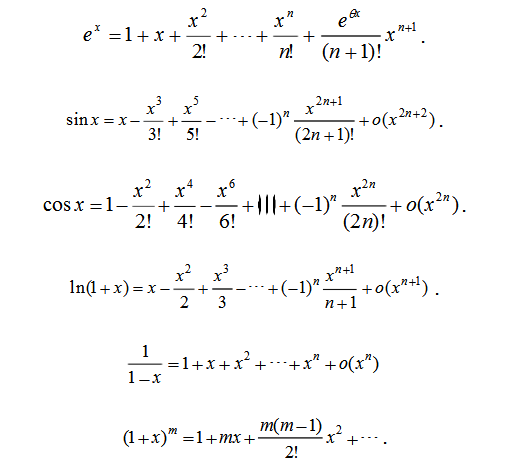 e^x = 1 + x + x^2/2! + ⋯ + x^n/n! + e^{θx}/(n+1)! x^{n+1} .
sin x = x − x^3/3! + x^5/5! − ⋯ + (−1)^n x^{2n+1}/(2n+1)! + o(x^{2n+2}) .
cos x = 1 − x^2/2! + x^4/4! − x^6/6! + ||| + (−1)^n x^{2n}/(2n)! + o(x^{2n}) .
ln(1+x) = x − x^2/2 + x^3/3 − ⋯ + (−1)^n x^{n+1}/n+1 + o(x^{n+1}) .
1/1−x = 1 + x + x^2 + ⋯ + x^n + o(x^n)
(1+x)^m = 1 + mx + m(m−1)/2! x^2 + ⋯ .